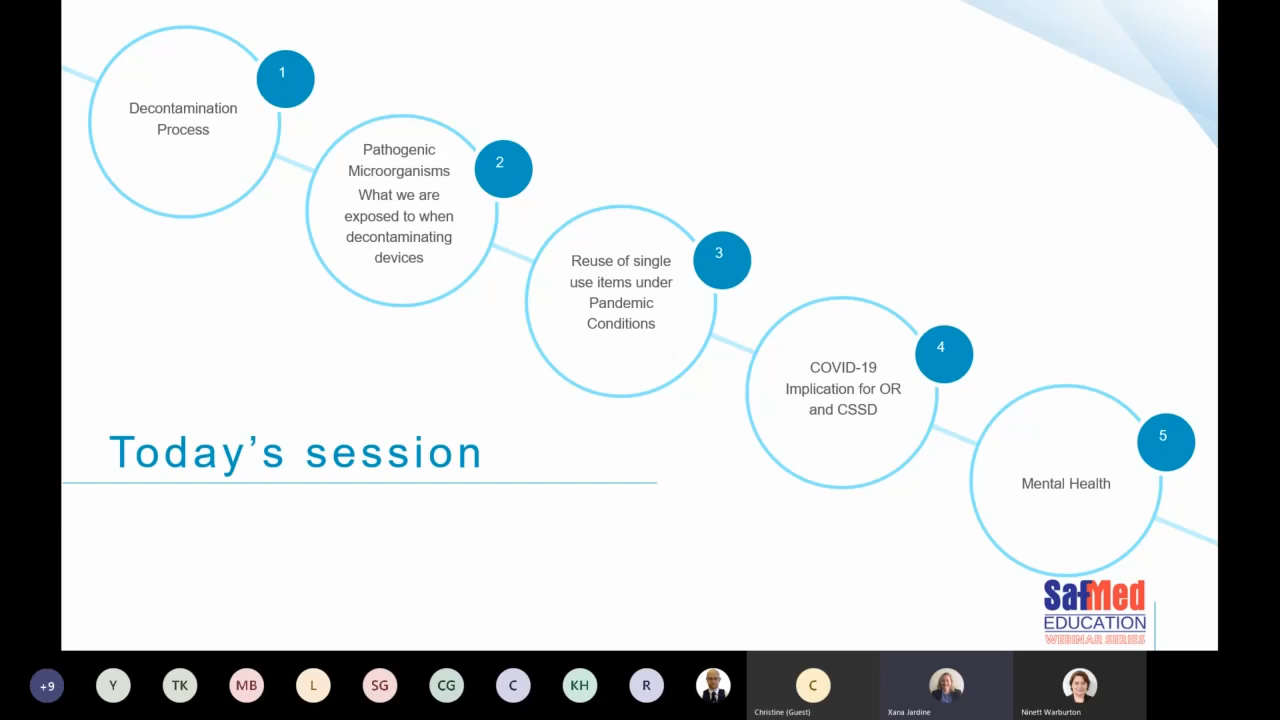 1
Decontamination
Process
2
Pathogenic
Microorganisms
What we are
exposed to when
decontaminating
devices
3
Reuse of single
use items under
Pandemic
Conditions
4
COVID-19
Implication for OR
and CSSD
5
Mental Health
Today’s session
SafMed
EDUCATION
WEBINAR SERIES
+9
Y
TK
MB
L
SG
CG
C
KH
R
C
Christine (Guest)
Xana Jardine
Ninett Warburton